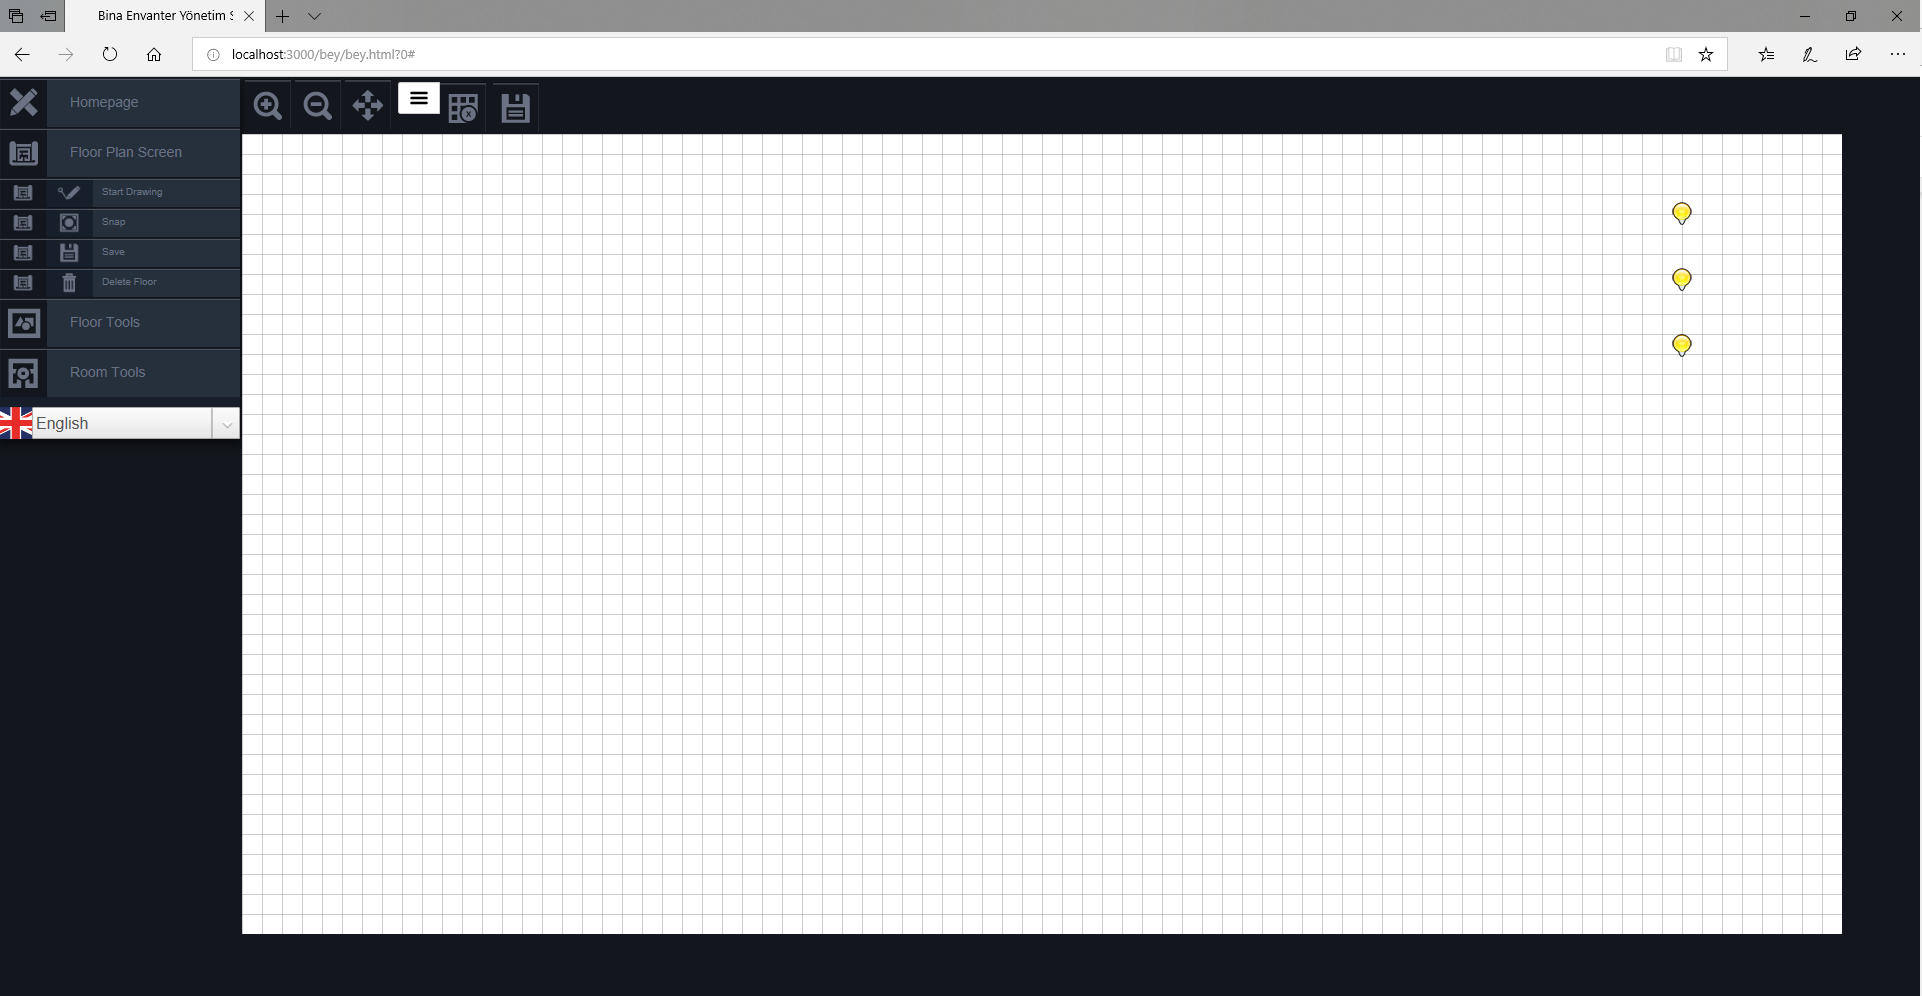 Bina Envanter Yönetim S
localhost:3000/bey/bey.html?0#
Homepage
Floor Plan Screen
Start Drawing
Snap
Save
Delete Floor
Floor Tools
Room Tools
English